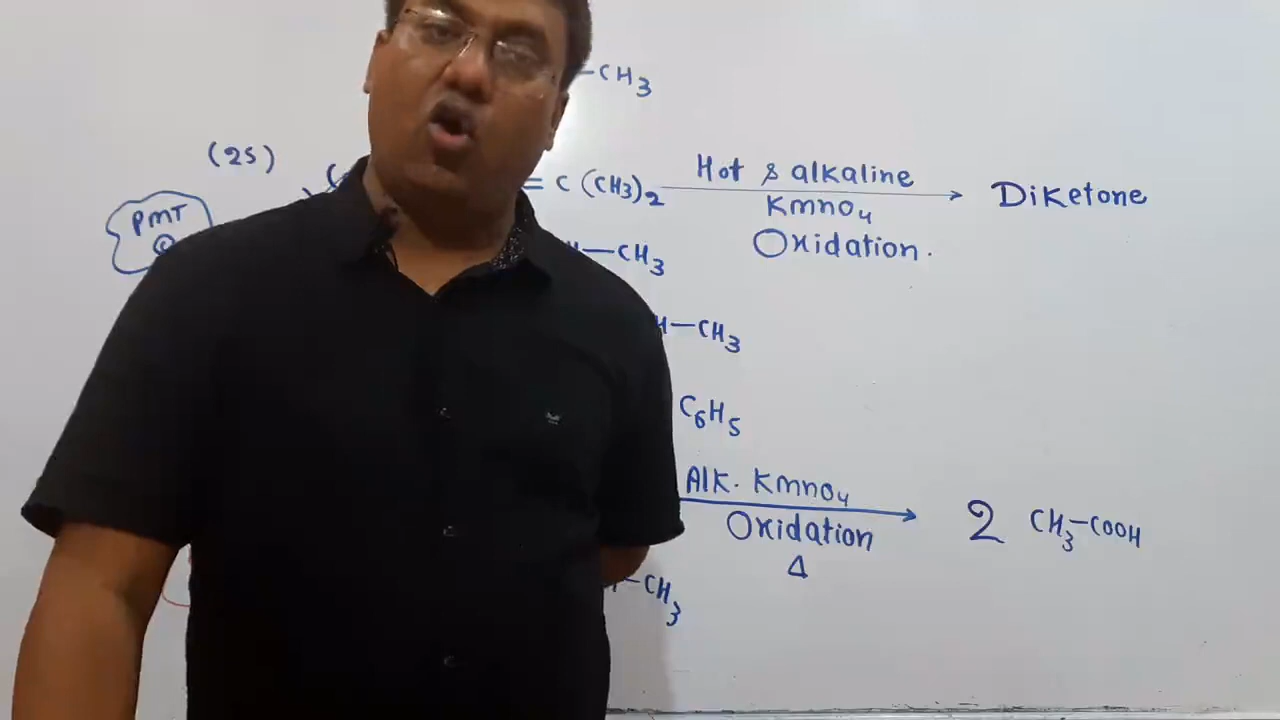 —CH3
(25)
PMT
= C (CH3)2
Hot & alkaline
KmnO4
Oxidation.
Diketone
—CH3
H—CH3
C6H5
Alk. KmnO4
Oxidation
Δ
2 CH3—COOH
—CH3